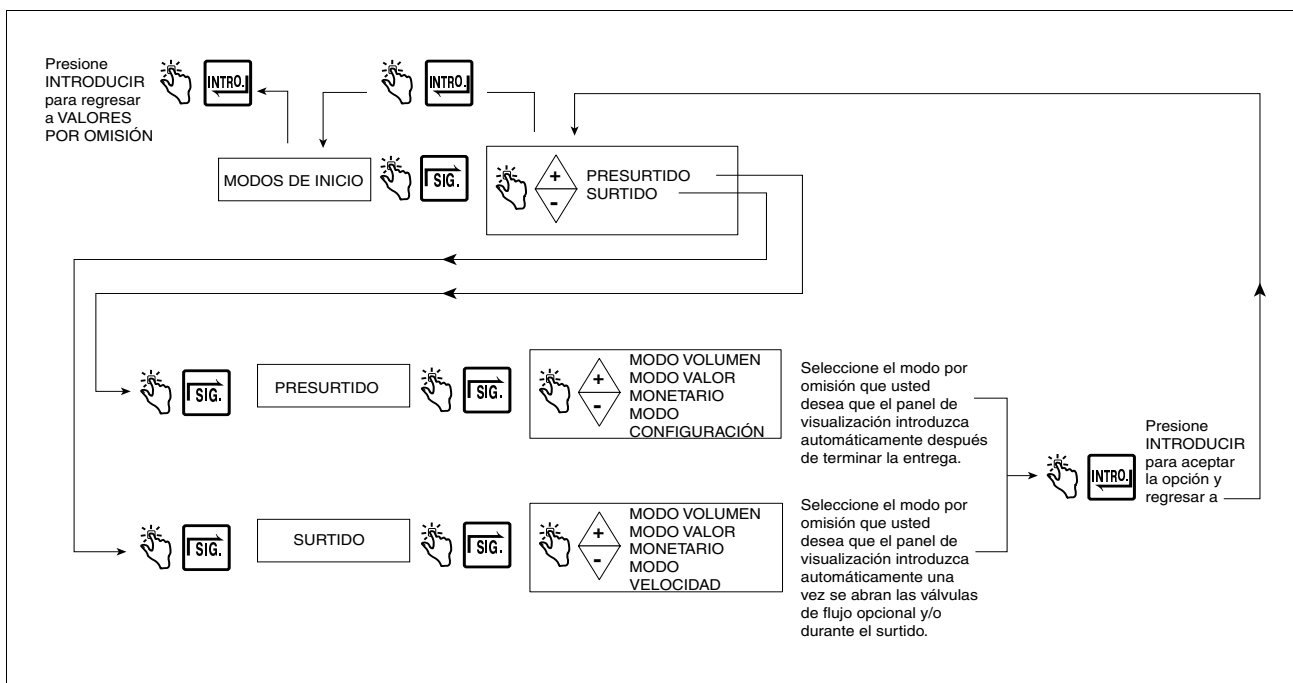 Presione
INTRODUCIR
para regresar
a VALORES
POR OMISIÓN
INTRO.
INTRO.
MODOS DE INICIO
SIG.
+
-
PRESURTIDO
SURTIDO
SIG.
PRESURTIDO
SIG.
+
-
MODO VOLUMEN
MODO VALOR
MONETARIO
MODO
CONFIGURACIÓN
Seleccione el modo por
omisión que usted
desea que el panel de
visualización introduzca
automáticamente después
de terminar la entrega.
SIG.
SURTIDO
SIG.
+
-
MODO VOLUMEN
MODO VALOR
MONETARIO
MODO
VELOCIDAD
Seleccione el modo por
omisión que usted
desea que el panel de
visualización introduzca
automáticamente una
vez se abran las válvulas
de flujo opcional y/o
durante el surtido.
INTRO.
Presione
INTRODUCIR
para aceptar
la opción y
regresar a